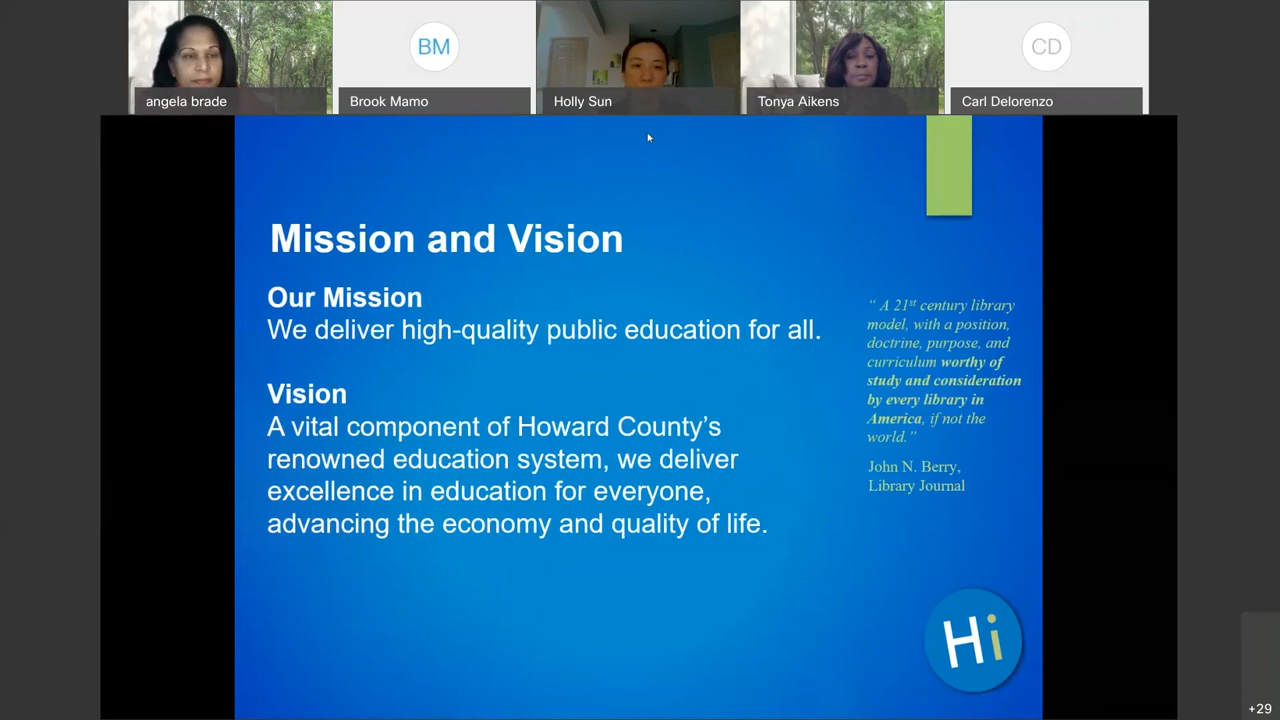 angela brade
BM
Brook Mamo
Holly Sun
Tonya Aikens
CD
Carl Delorenzo
Mission and Vision
Our Mission
We deliver high-quality public education for all.
Vision
A vital component of Howard County’s
renowned education system, we deliver
excellence in education for everyone,
advancing the economy and quality of life.
“ A 21st century library
model, with a position,
doctrine, purpose, and
curriculum worthy of
study and consideration
by every library in
America, if not the
world.”
John N. Berry,
Library Journal
Hi
+29